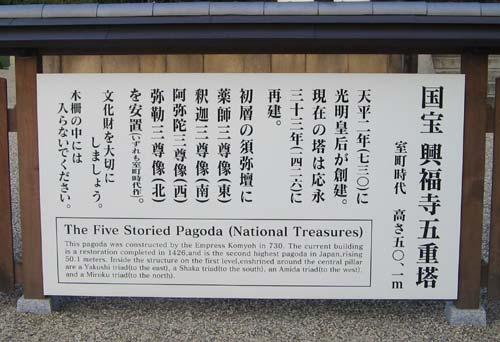 国宝 興福寺五重塔
室町時代 高さ五〇、一m
天平二年(七三〇)に
光明皇后が創建。
現在の塔は応永
三十三年(一四二六)に
再建。
初層の須弥壇に
薬師三尊像(東)
釈迦三尊像(南)
阿弥陀三尊像(西)
弥勒三尊像(北)
を安置(いずれも室町時代作)。
文化財を大切に
しましょう。
木柵の中には
入らないでください。
The Five Storied Pagoda (National Treasures)
This pagoda was constructed by the Empress Komyoh in 730. The current building
is a restoration completed in 1426,and is the second highest pagoda in Japan,rising
50.1 meters. Inside the structure on the first level,enshrined around the central pillar
are a Yakushi triad(to the east), a Shaka triad(to the south), an Amida triad(to the west),
and a Miroku triad(to the north).